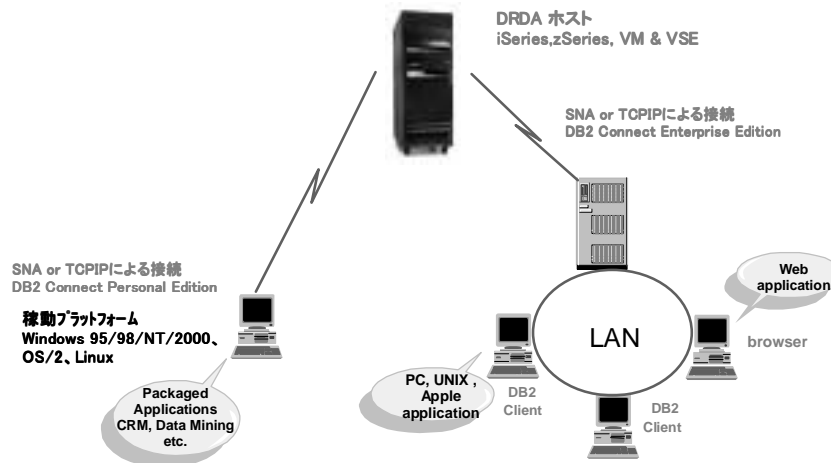 DRDA ホスト
iSeries,zSeries, VM & VSE
SNA or TCPIPによる接続
DB2 Connect Enterprise Edition
SNA or TCPIPによる接続
DB2 Connect Personal Edition
稼動プラットフォーム
Windows 95/98/NT/2000、
OS/2、Linux
Packaged
Applications
CRM, Data Mining
etc.
Web
application
LAN
browser
PC, UNIX ,
Apple
application
DB2
Client
DB2
Client